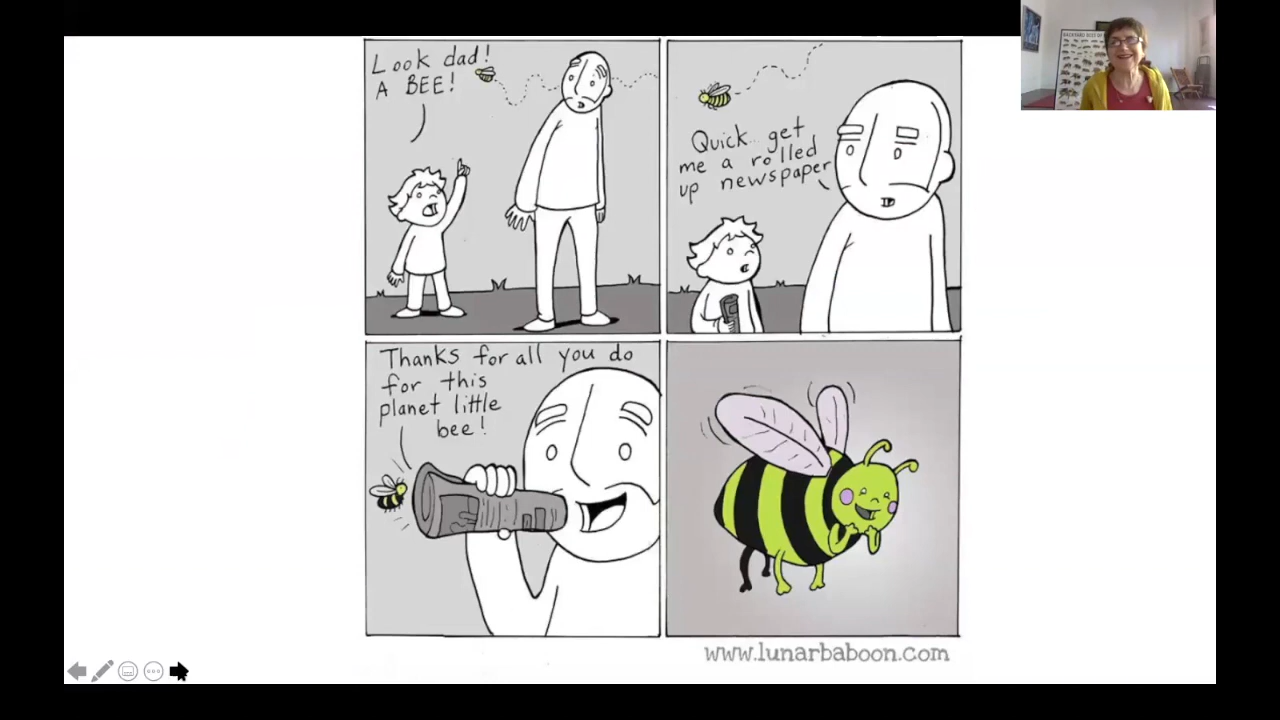 Look dad!
A BEE!
Quick.. get
me a rolled
up newspaper
Thanks for all you do
for this
planet little
bee!
www.lunarbaboon.com